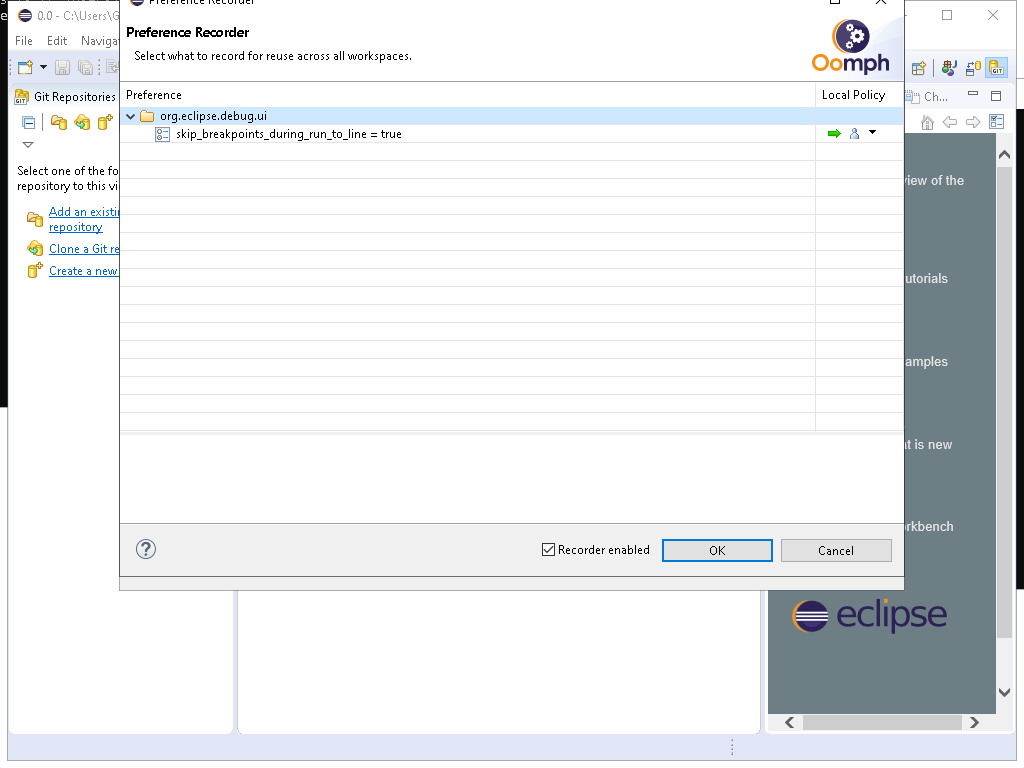 0.0 - C:\Users\G
File Edit Naviga
Git Repositories
Select one of the fo
repository to this vi
Add an existin
repository
Clone a Git re
Create a new
Preference Recorder
Preference Recorder
Select what to record for reuse across all workspaces.
Oomph
Preference Local Policy
org.eclipse.debug.ui
skip_breakpoints_during_run_to_line = true
Recorder enabled
OK
Cancel
GIT
Ch...
view of the
utorials
amples
at is new
rkbench
eclipse